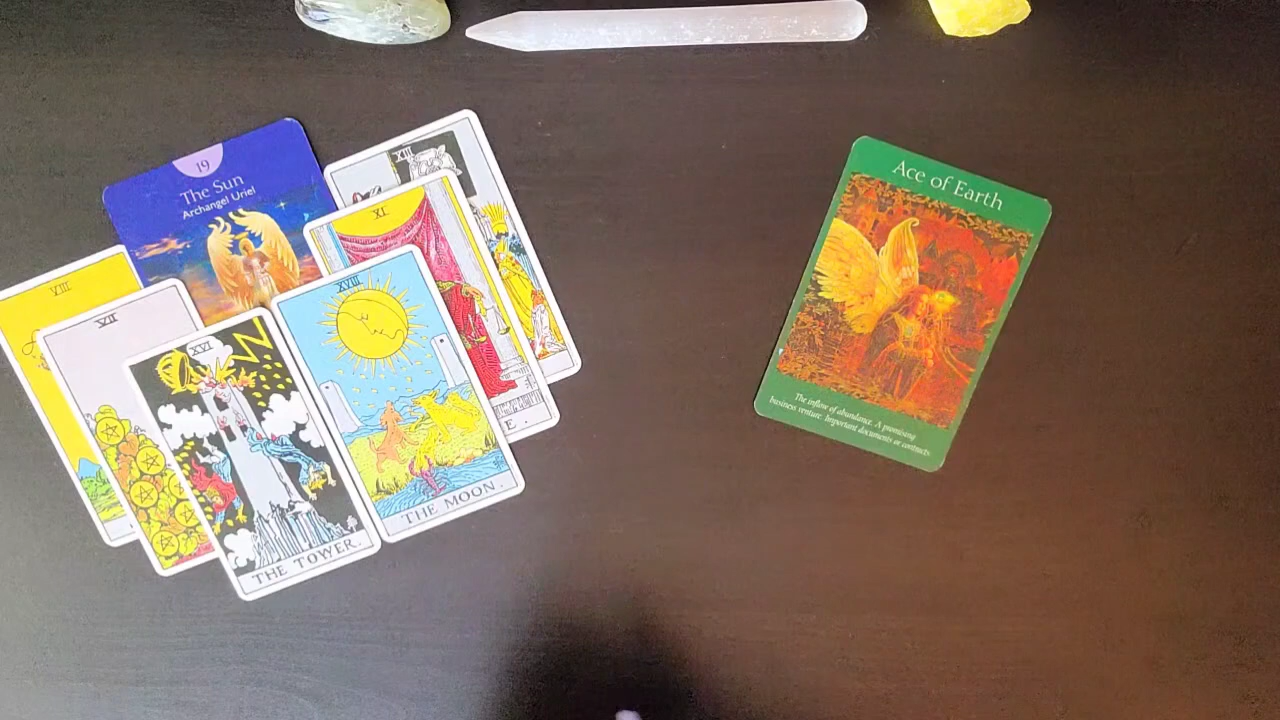 19
The Sun
Archangel Uriel
XIII
XI
E.
XVIII
THE MOON.
VIII
VII
XVI
THE TOWER.
Ace of Earth
The inflow of abundance. A promising
business venture. Important documents or contracts